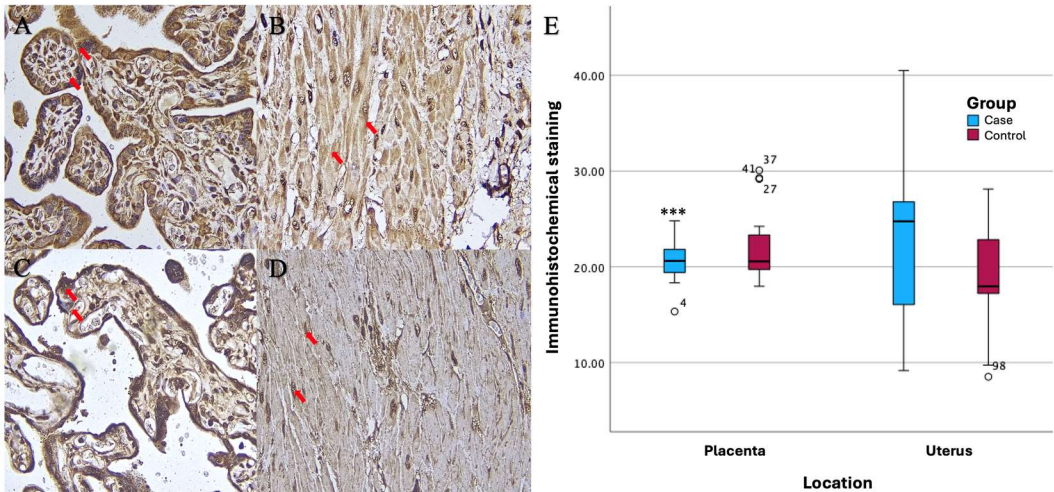 A
B
C
D
E
Immunohistochemical staining
40.00
30.00
20.00
10.00
Group
Case
Control
***
4
41
37
27
98
Placenta
Uterus
Location